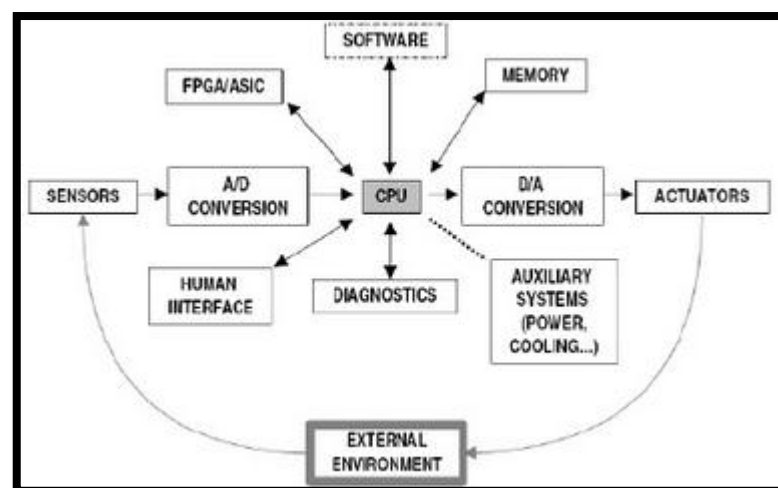 SOFTWARE
FPGA/ASIC
MEMORY
SENSORS
A/D
CONVERSION
CPU
D/A
CONVERSION
ACTUATORS
HUMAN
INTERFACE
DIAGNOSTICS
AUXILIARY
SYSTEMS
(POWER,
COOLING...)
EXTERNAL
ENVIRONMENT